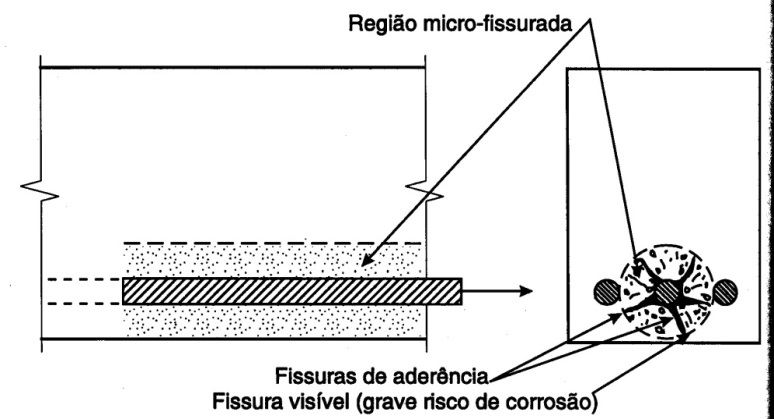 Região micro-fissurada
Fissuras de aderência
Fissura visível (grave risco de corrosão)